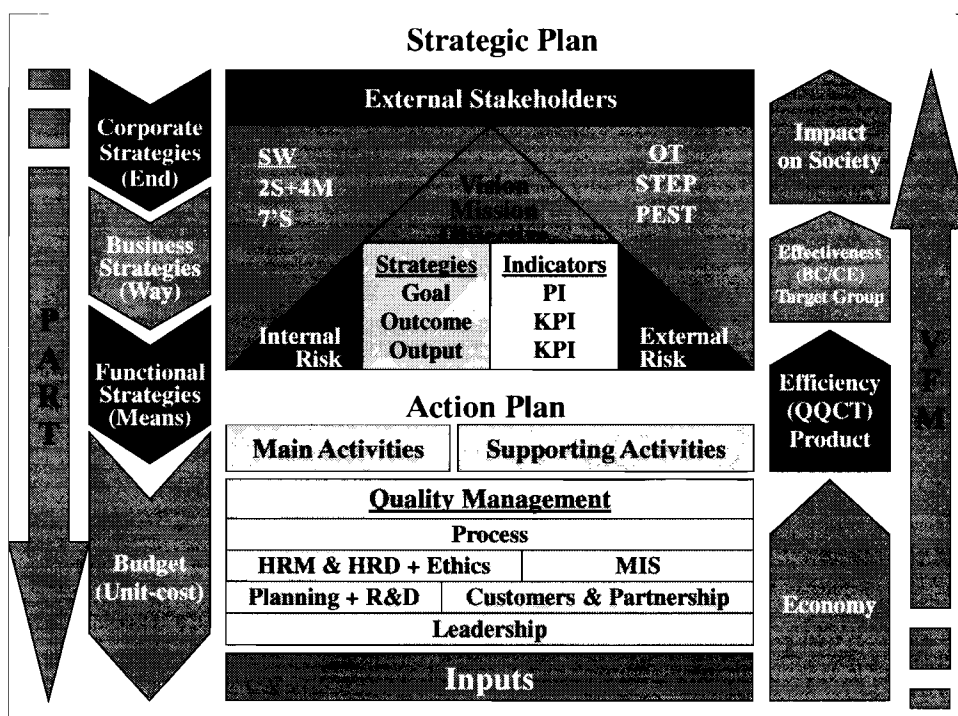 Strategic Plan
PART
Corporate
Strategies
(End)
Business
Strategies
(Way)
Functional
Strategies
(Means)
Budget
(Unit-cost)
External Stakeholders
SW
2S+4M
7'S
OT
STEP
PEST
Vision
Mission
Strategies
Goal
Outcome
Output
Indicators
PI
KPI
KPI
Internal
Risk
External
Risk
Action Plan
Main Activities
Supporting Activities
Quality Management
Process
HRM & HRD + Ethics
MIS
Planning + R&D
Customers & Partnership
Leadership
Inputs
Impact
on Society
Effectiveness
(BC/CE)
Target Group
Efficiency
(QQCT)
Product
Economy
VFM